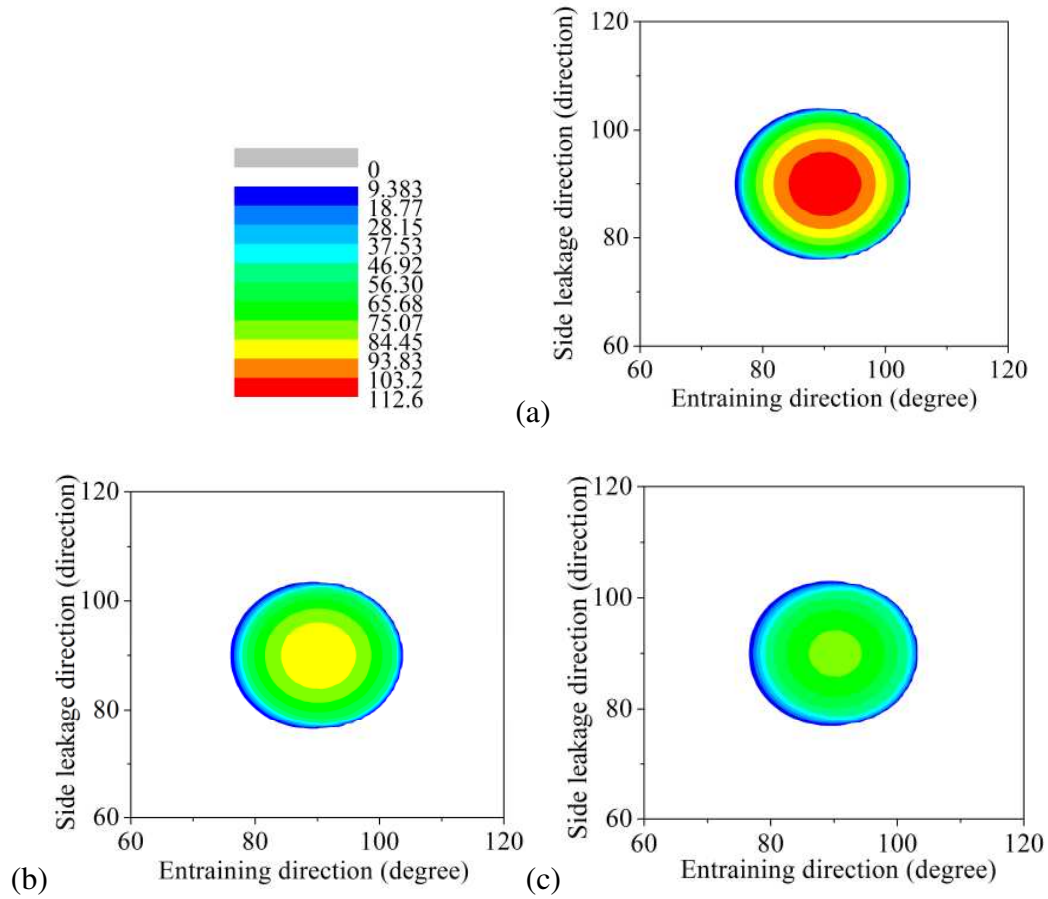 0
9.383
18.77
28.15
37.53
46.92
56.30
65.68
75.07
84.45
93.83
103.2
112.6
(a)
Side leakage direction (direction)
120
100
80
60
60 80 100 120
Entraining direction (degree)
(b)
Side leakage direction (direction)
120
100
80
60
60 80 100 120
Entraining direction (degree)
(c)
Side leakage direction (direction)
120
100
80
60
60 80 100 120
Entraining direction (degree)